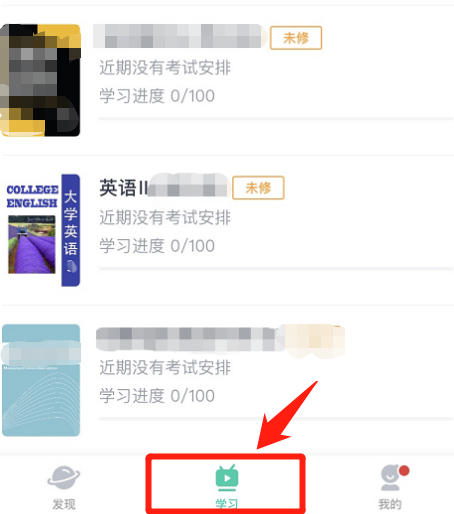 未修
近期没有考试安排
学习进度 0/100
COLLEGE
ENGLISH
大学英语
英语II
未修
近期没有考试安排
学习进度 0/100
近期没有考试安排
学习进度 0/100
发现
学习
我的